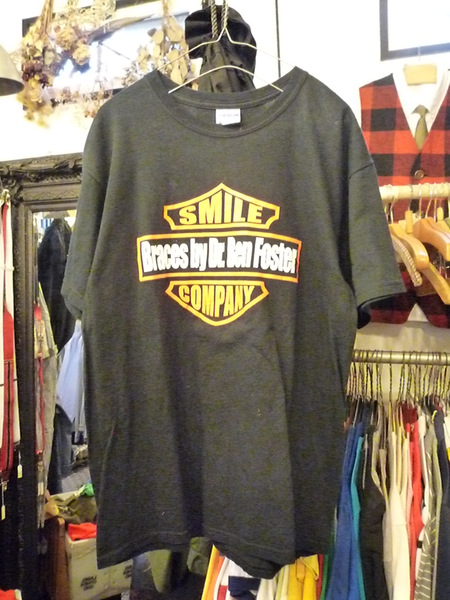 SMILE
Braces by Dr. Ben Foster
COMPANY